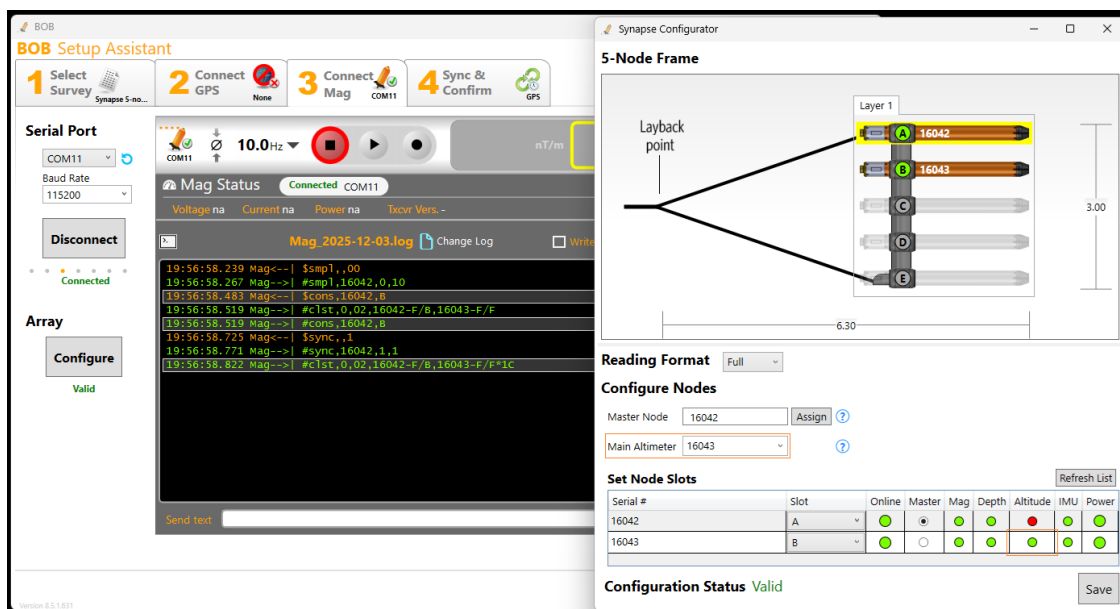 BOB
BOB Setup Assistant
1 Select Survey Synapse 5-no...
2 Connect GPS None
3 Connect Mag COM11
4 Sync & Confirm GPS
Serial Port
COM11
Baud Rate
115200
Disconnect
Connected
Array
Configure
Valid
COM11
10.0Hz
nT/m
Mag Status Connected COM11
Voltage na Current na Power na Txcvr Vers. -
Mag_2025-12-03.log Change Log Write
19:56:58.239 Mag<--| $smpl,,00
19:56:58.267 Mag-->| #smpl,16042,0,10
19:56:58.483 Mag<--| $cons,16042,B
19:56:58.519 Mag-->| #clst,0,02,16042-F/B,16043-F/F
19:56:58.519 Mag-->| #cons,16042,B
19:56:58.725 Mag<--| $sync,,1
19:56:58.771 Mag-->| #sync,16042,1,1
19:56:58.822 Mag-->| #clst,0,02,16042-F/B,16043-F/F*1C
Send text
Version 8.5.1.831
Synapse Configurator
5-Node Frame
Layer 1
Layback
point
A 16042
B 16043
C
D
E
3.00
6.30
Reading Format Full
Configure Nodes
Master Node 16042 Assign ?
Main Altimeter 16043 ?
Set Node Slots Refresh List
Serial # Slot Online Master Mag Depth Altitude IMU Power
16042 A
16043 B
Configuration Status Valid
Save